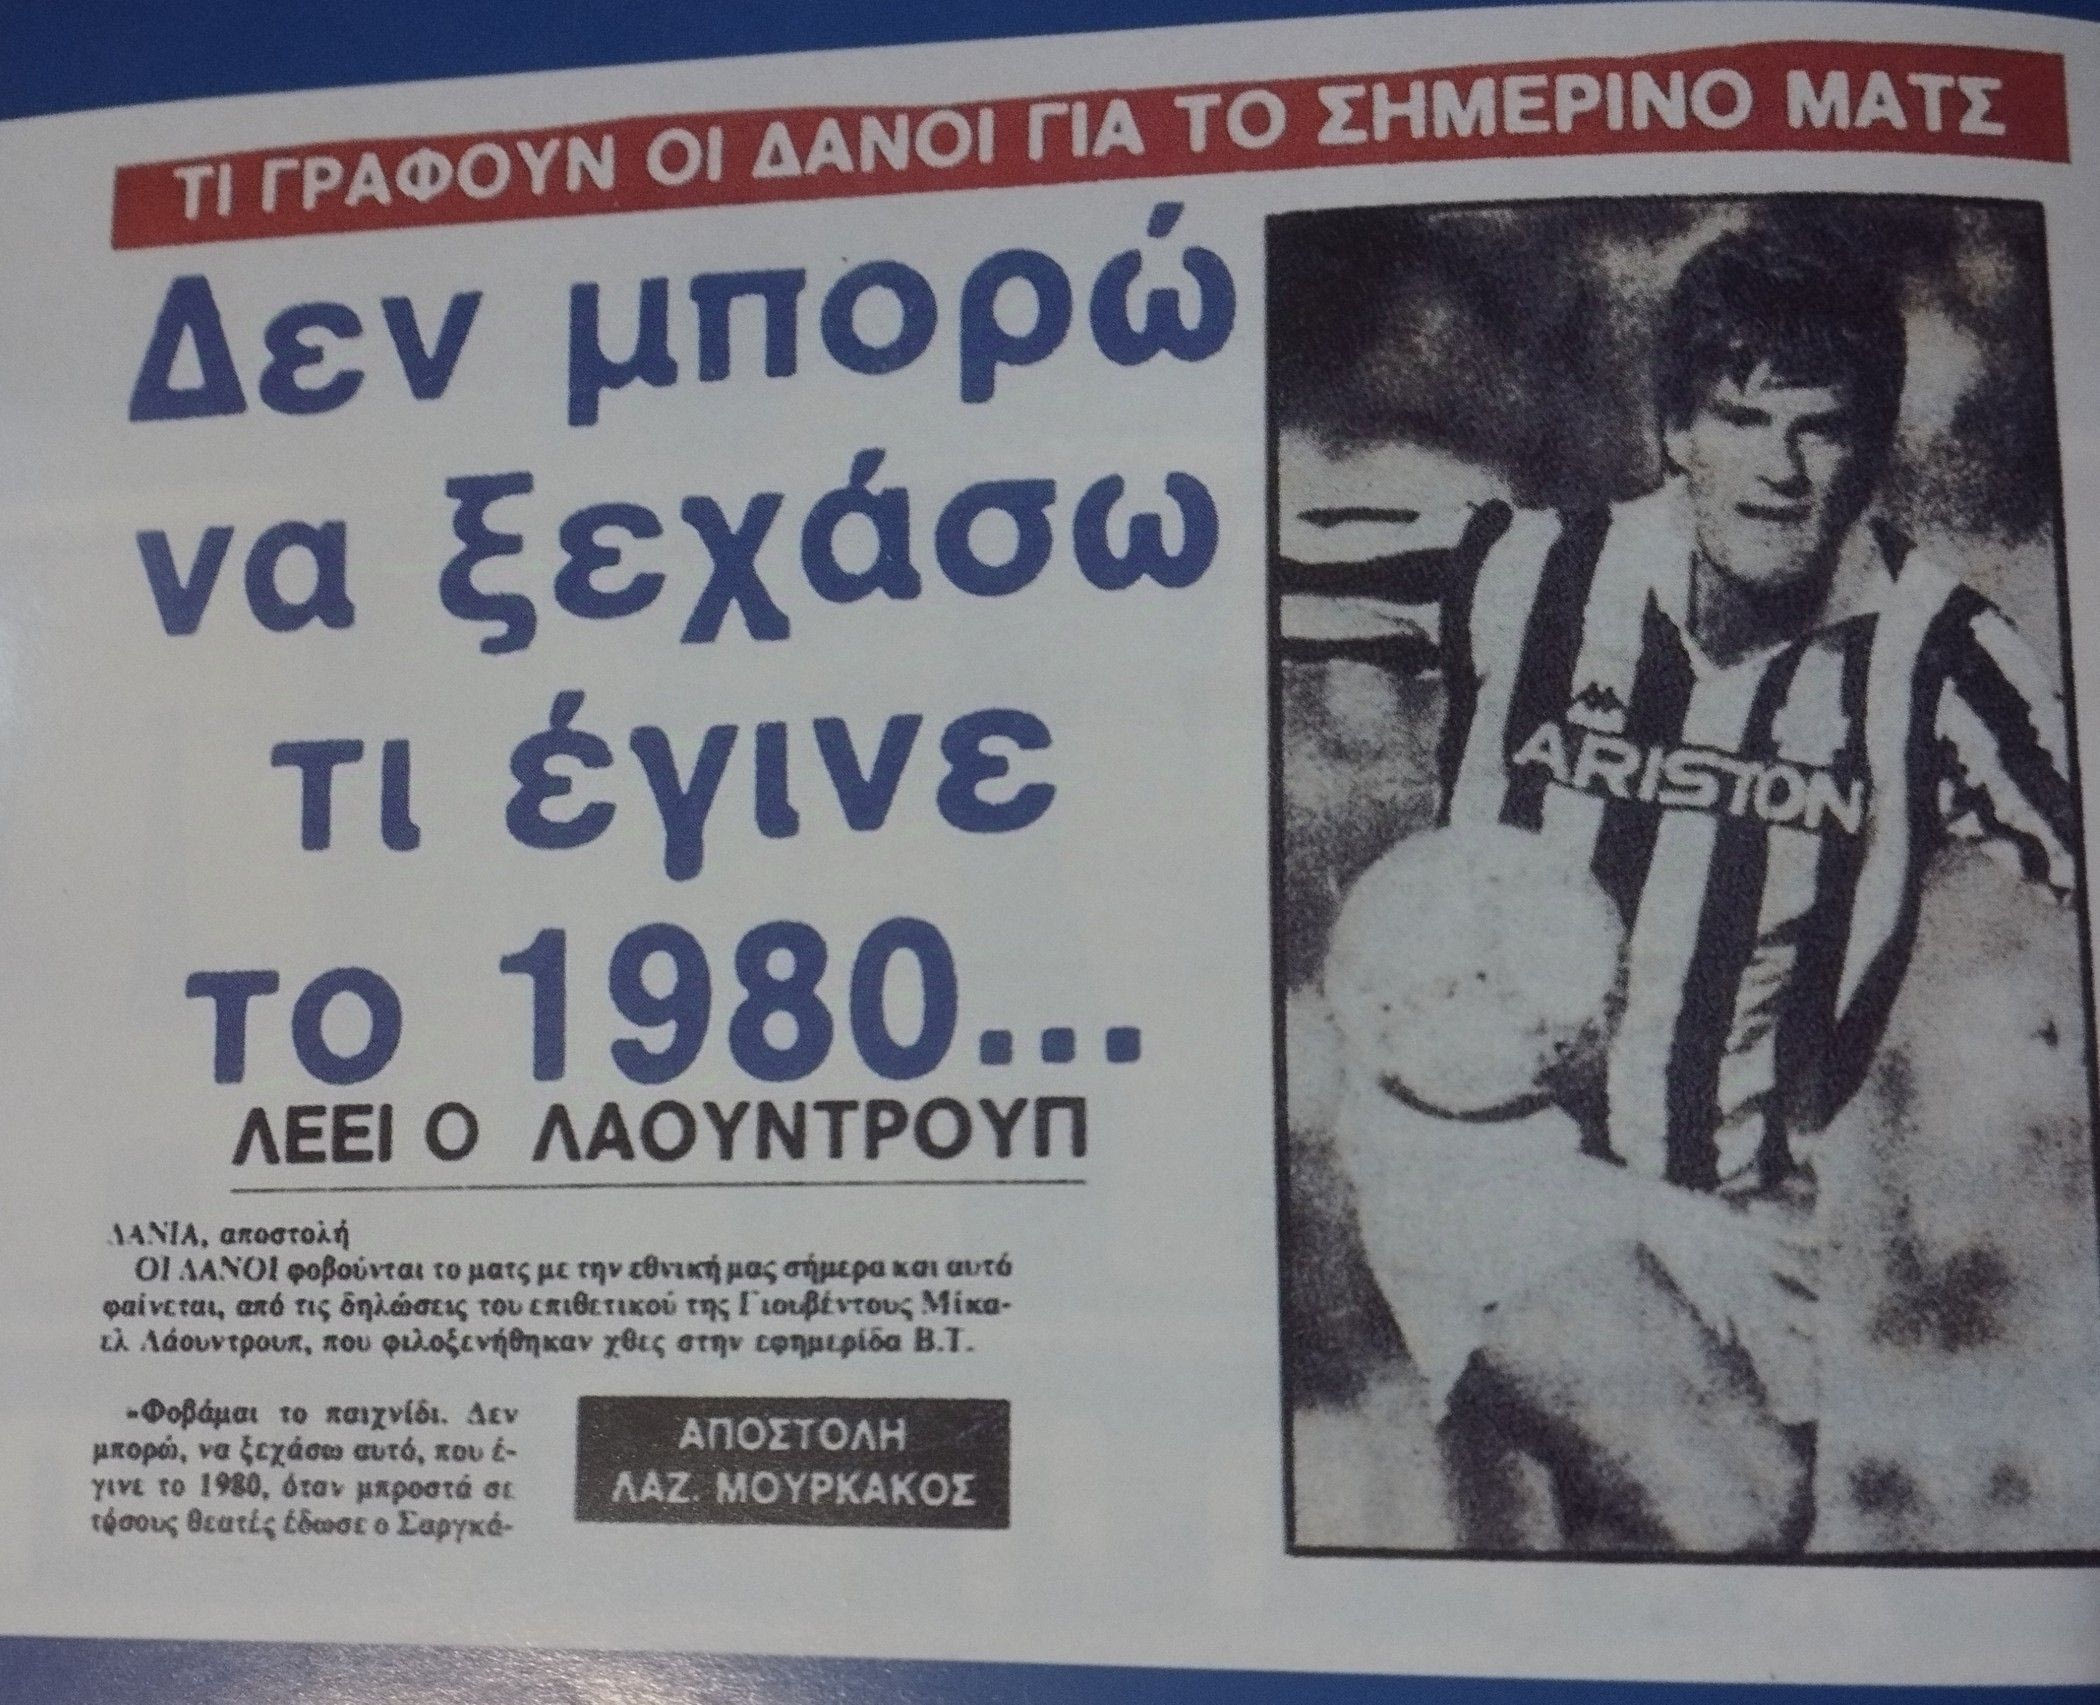 ΤΙ ΓΡΑΦΟΥΝ ΟΙ ΔΑΝΟΙ ΓΙΑ ΤΟ ΣΗΜΕΡΙΝΟ ΜΑΤΣ
Δεν μπορώ
να ξεχάσω
τι έγινε
το 1980...
ΛΕΕΙ Ο ΛΑΟΥΝΤΡΟΥΠ
ΔΑΝΙΑ, αποστολή
ΟΙ ΔΑΝΟΙ φοβούνται το ματς με την εθνική μας σήμερα και αυτό
φαίνεται, από τις δηλώσεις του επιθετικού της Γιουβέντους Μίκα-
ελ Λάουντρουπ, που φιλοξενήθηκαν χθες στην εφημερίδα Β.Τ.
«Φοβάμαι το παιχνίδι. Δεν
μπορώ, να ξεχάσω αυτό, που έ-
γινε το 1980, όταν μπροστά σε
τόσους θεατές έδωσε ο Σαργκά-
ΑΠΟΣΤΟΛΗ
ΛΑΖ. ΜΟΥΡΚΑΚΟΣ
ARISTON